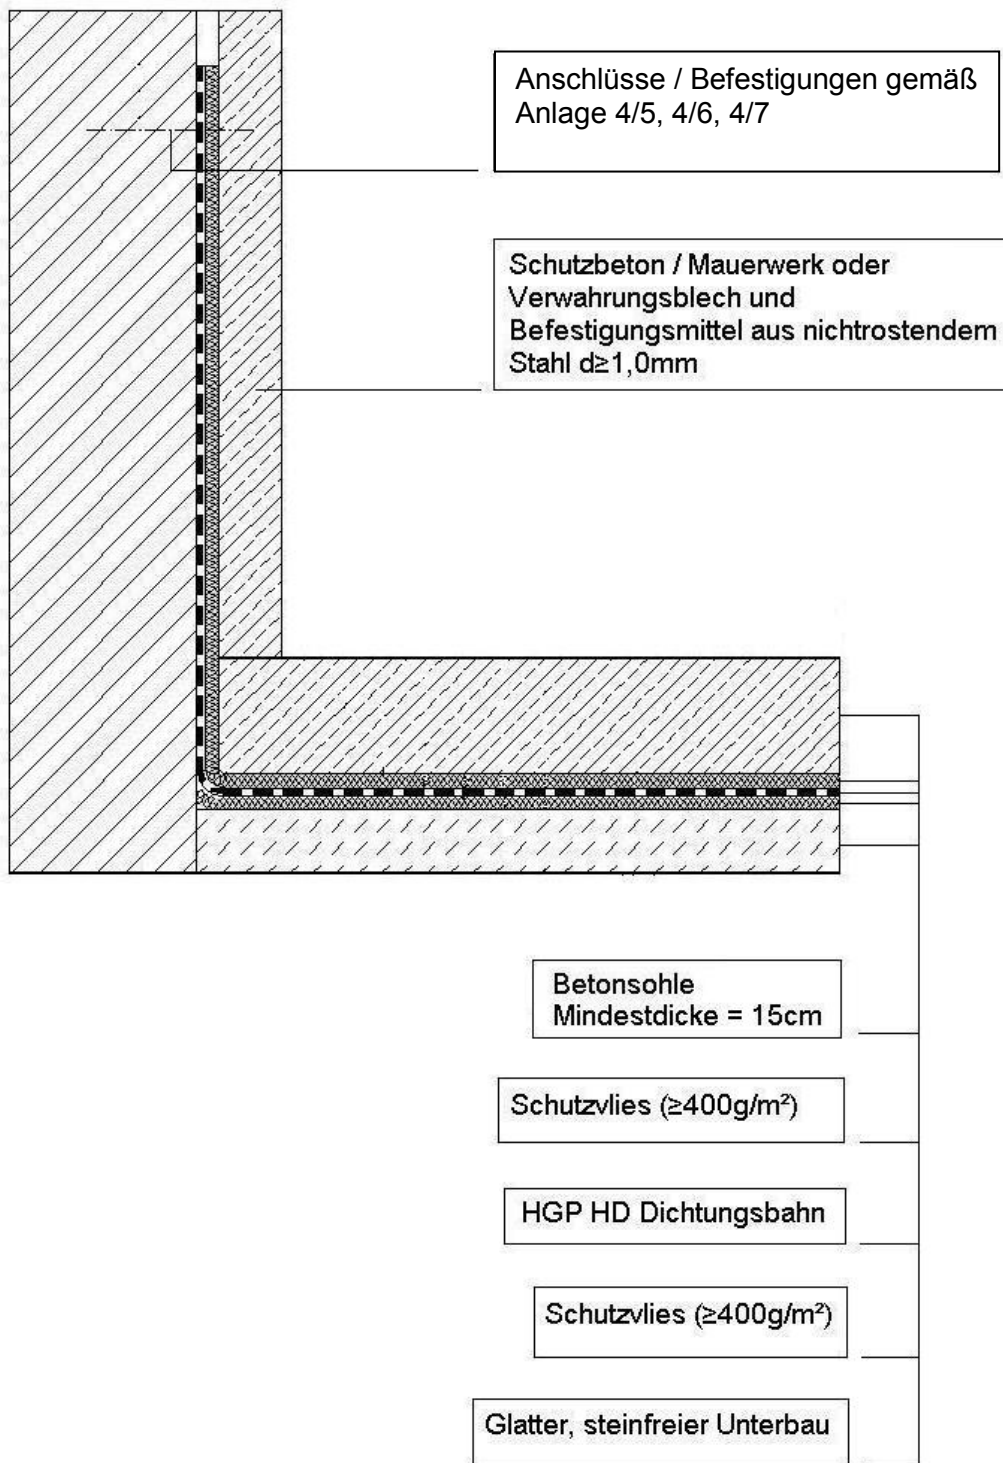 Anschlüsse / Befestigungen gemäß
Anlage 4/5, 4/6, 4/7
Schutzbeton / Mauerwerk oder
Verwahrungsblech und
Befestigungsmittel aus nichtrostendem
Stahl d≥1,0mm
Betonsohle
Mindestdicke = 15cm
Schutzvlies (≥400g/m²)
HGP HD Dichtungsbahn
Schutzvlies (≥400g/m²)
Glatter, steinfreier Unterbau